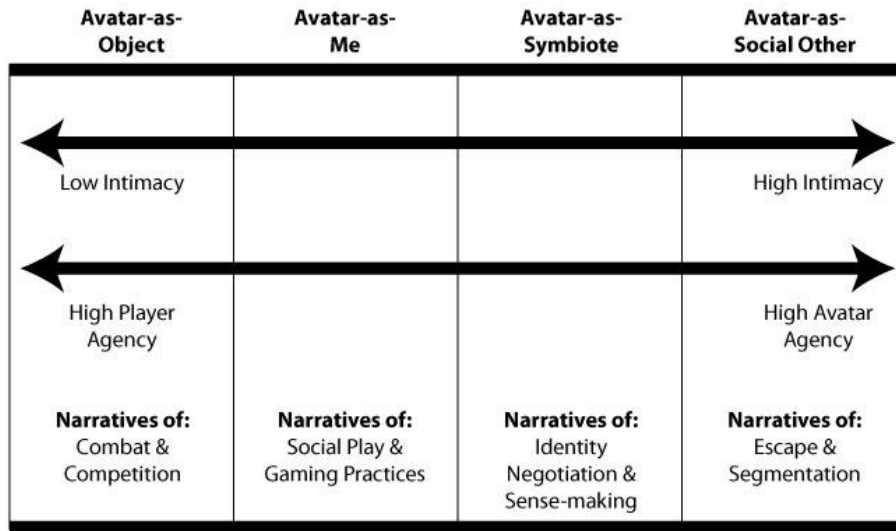 Avatar-as-
Object
Avatar-as-
Me
Avatar-as-
Symbiote
Avatar-as-
Social Other
Low Intimacy
High Intimacy
High Player
Agency
High Avatar
Agency
Narratives of:
Combat &
Competition
Narratives of:
Social Play &
Gaming Practices
Narratives of:
Identity
Negotiation &
Sense-making
Narratives of:
Escape &
Segmentation